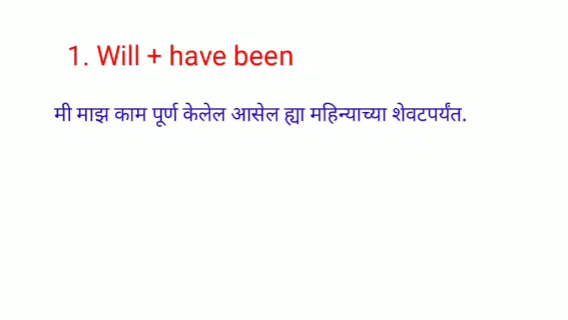 1. Will + have been
मी माझ काम पूर्ण केलेल आसेल ह्या महिन्याच्या शेवटपर्यंत.